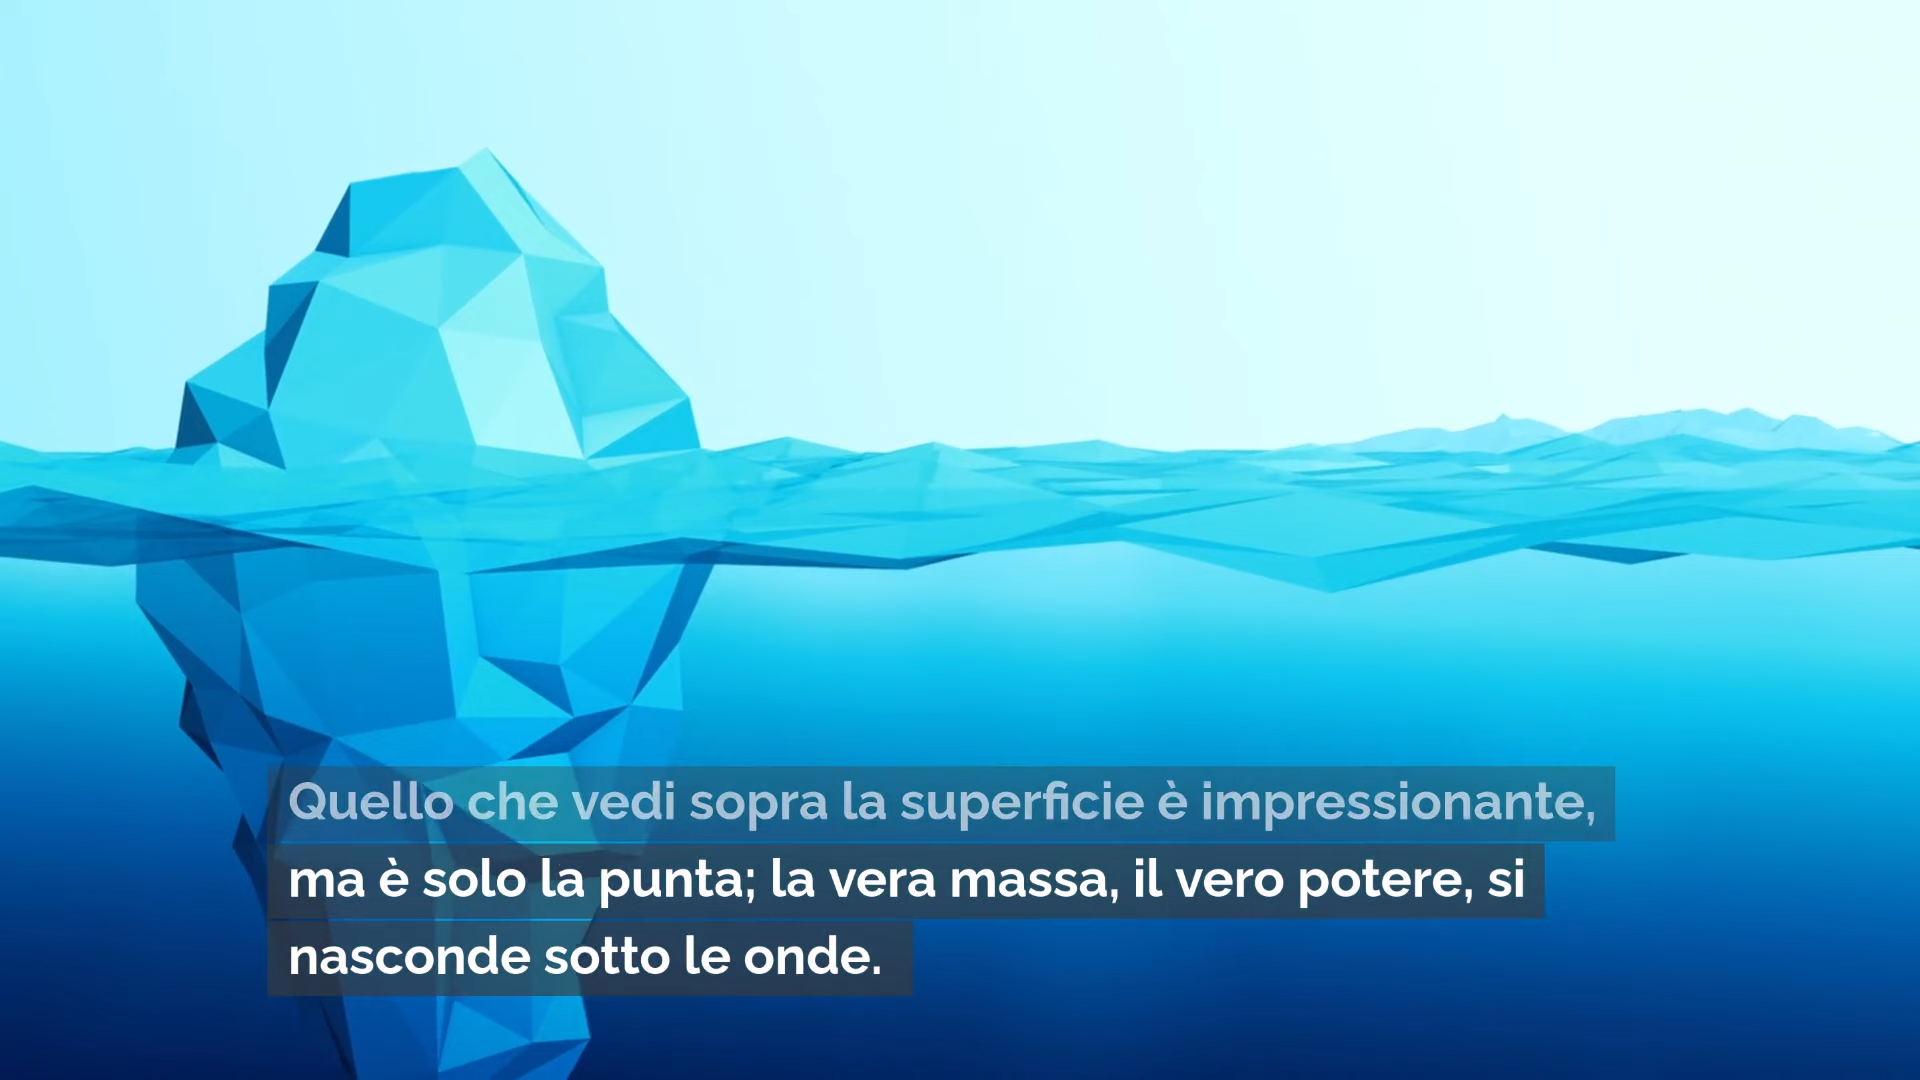 Quello che vedi sopra la superficie è impressionante,
ma è solo la punta; la vera massa, il vero potere, si
nasconde sotto le onde.